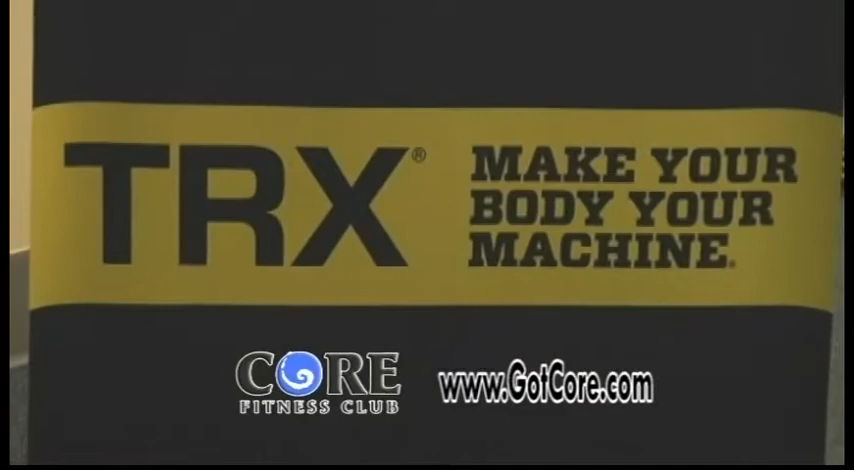 TRX®
MAKE YOUR
BODY YOUR
MACHINE.
CORE
FITNESS CLUB
www.GotCore.com